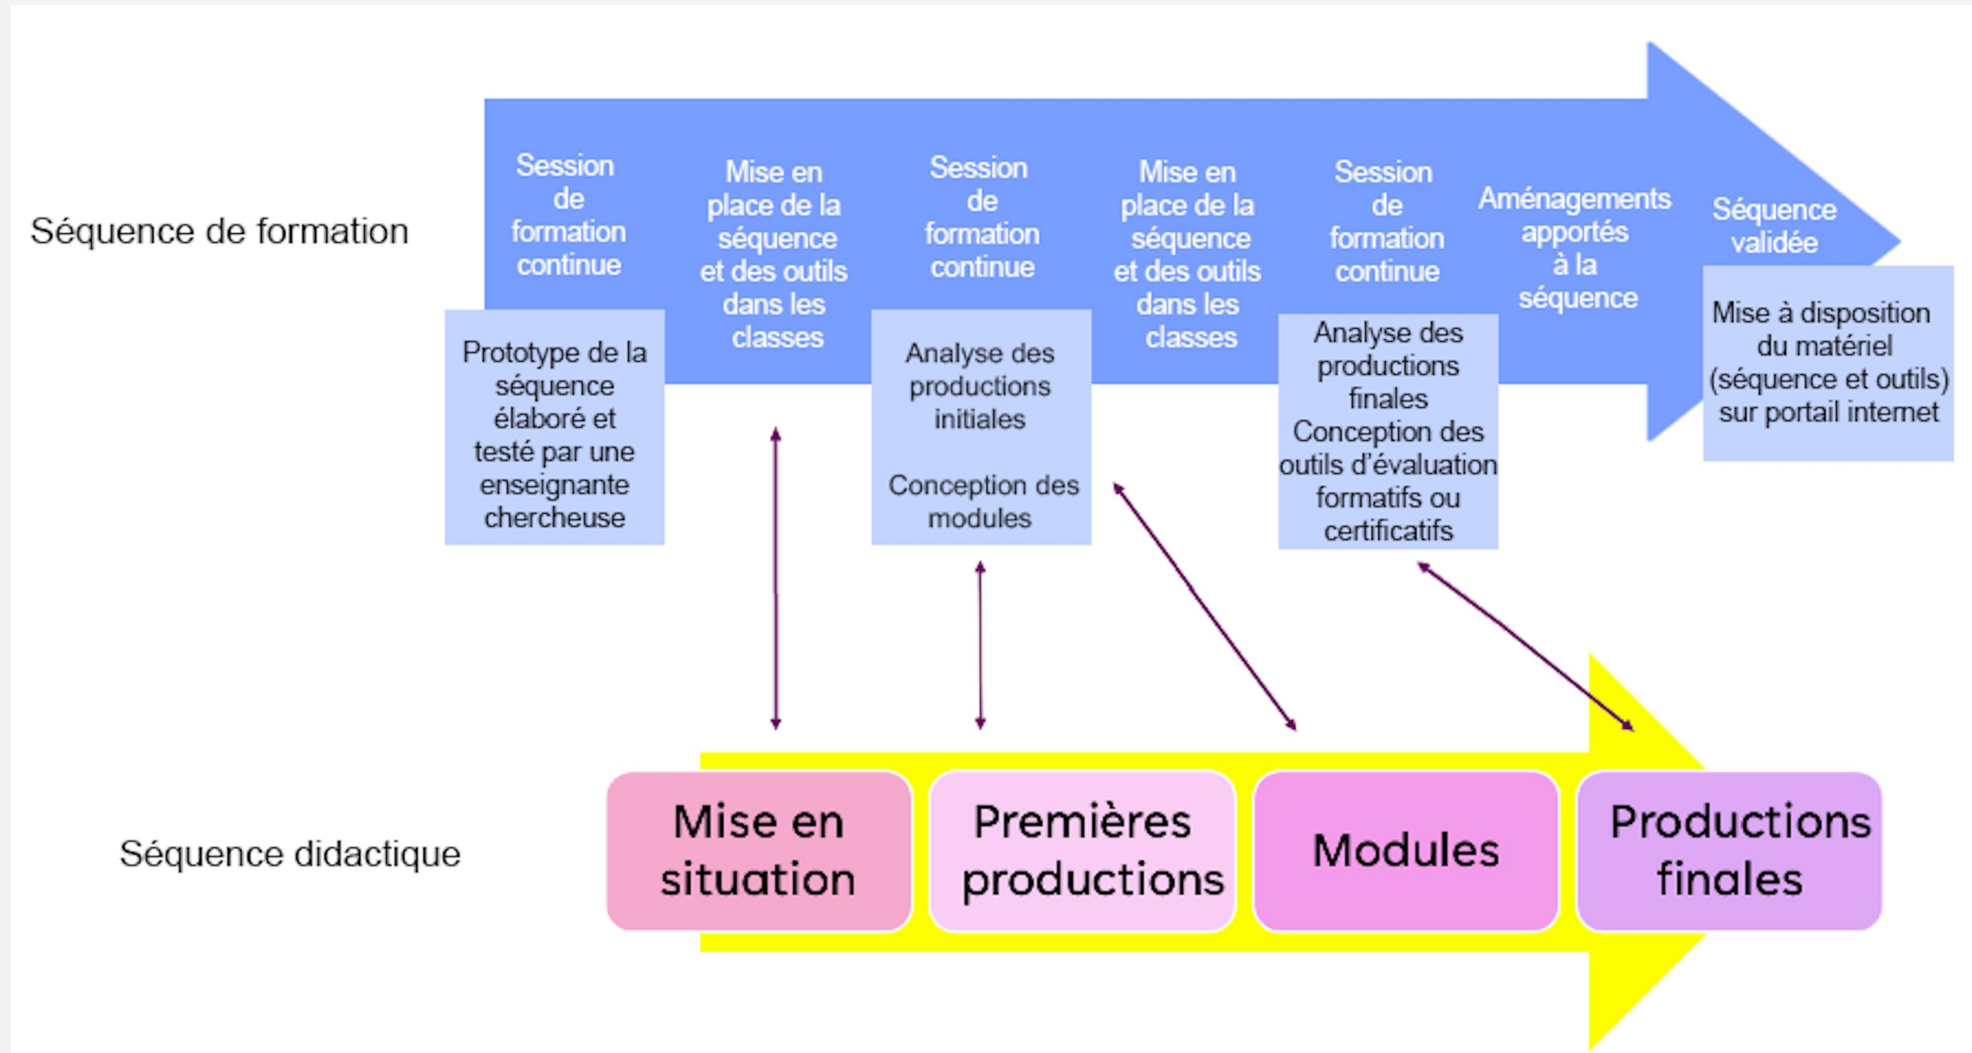 Séquence de formation
Session
de
formation
continue
Mise en
place de la
séquence
et des outils
dans les
classes
Session
de
formation
continue
Mise en
place de la
séquence
et des outils
dans les
classes
Session
de
formation
continue
Aménagements
apportés
à la
séquence
Séquence
validée
Prototype de la
séquence
élaboré et
testé par une
enseignante
chercheuse
Analyse des
productions
initiales
Conception des
modules
Analyse des
productions
finales
Conception des
outils d'évaluation
formatifs ou
certificatifs
Mise à disposition
du matériel
(séquence et outils)
sur portail internet
Séquence didactique
Mise en
situation
Premières
productions
Modules
Productions
finales